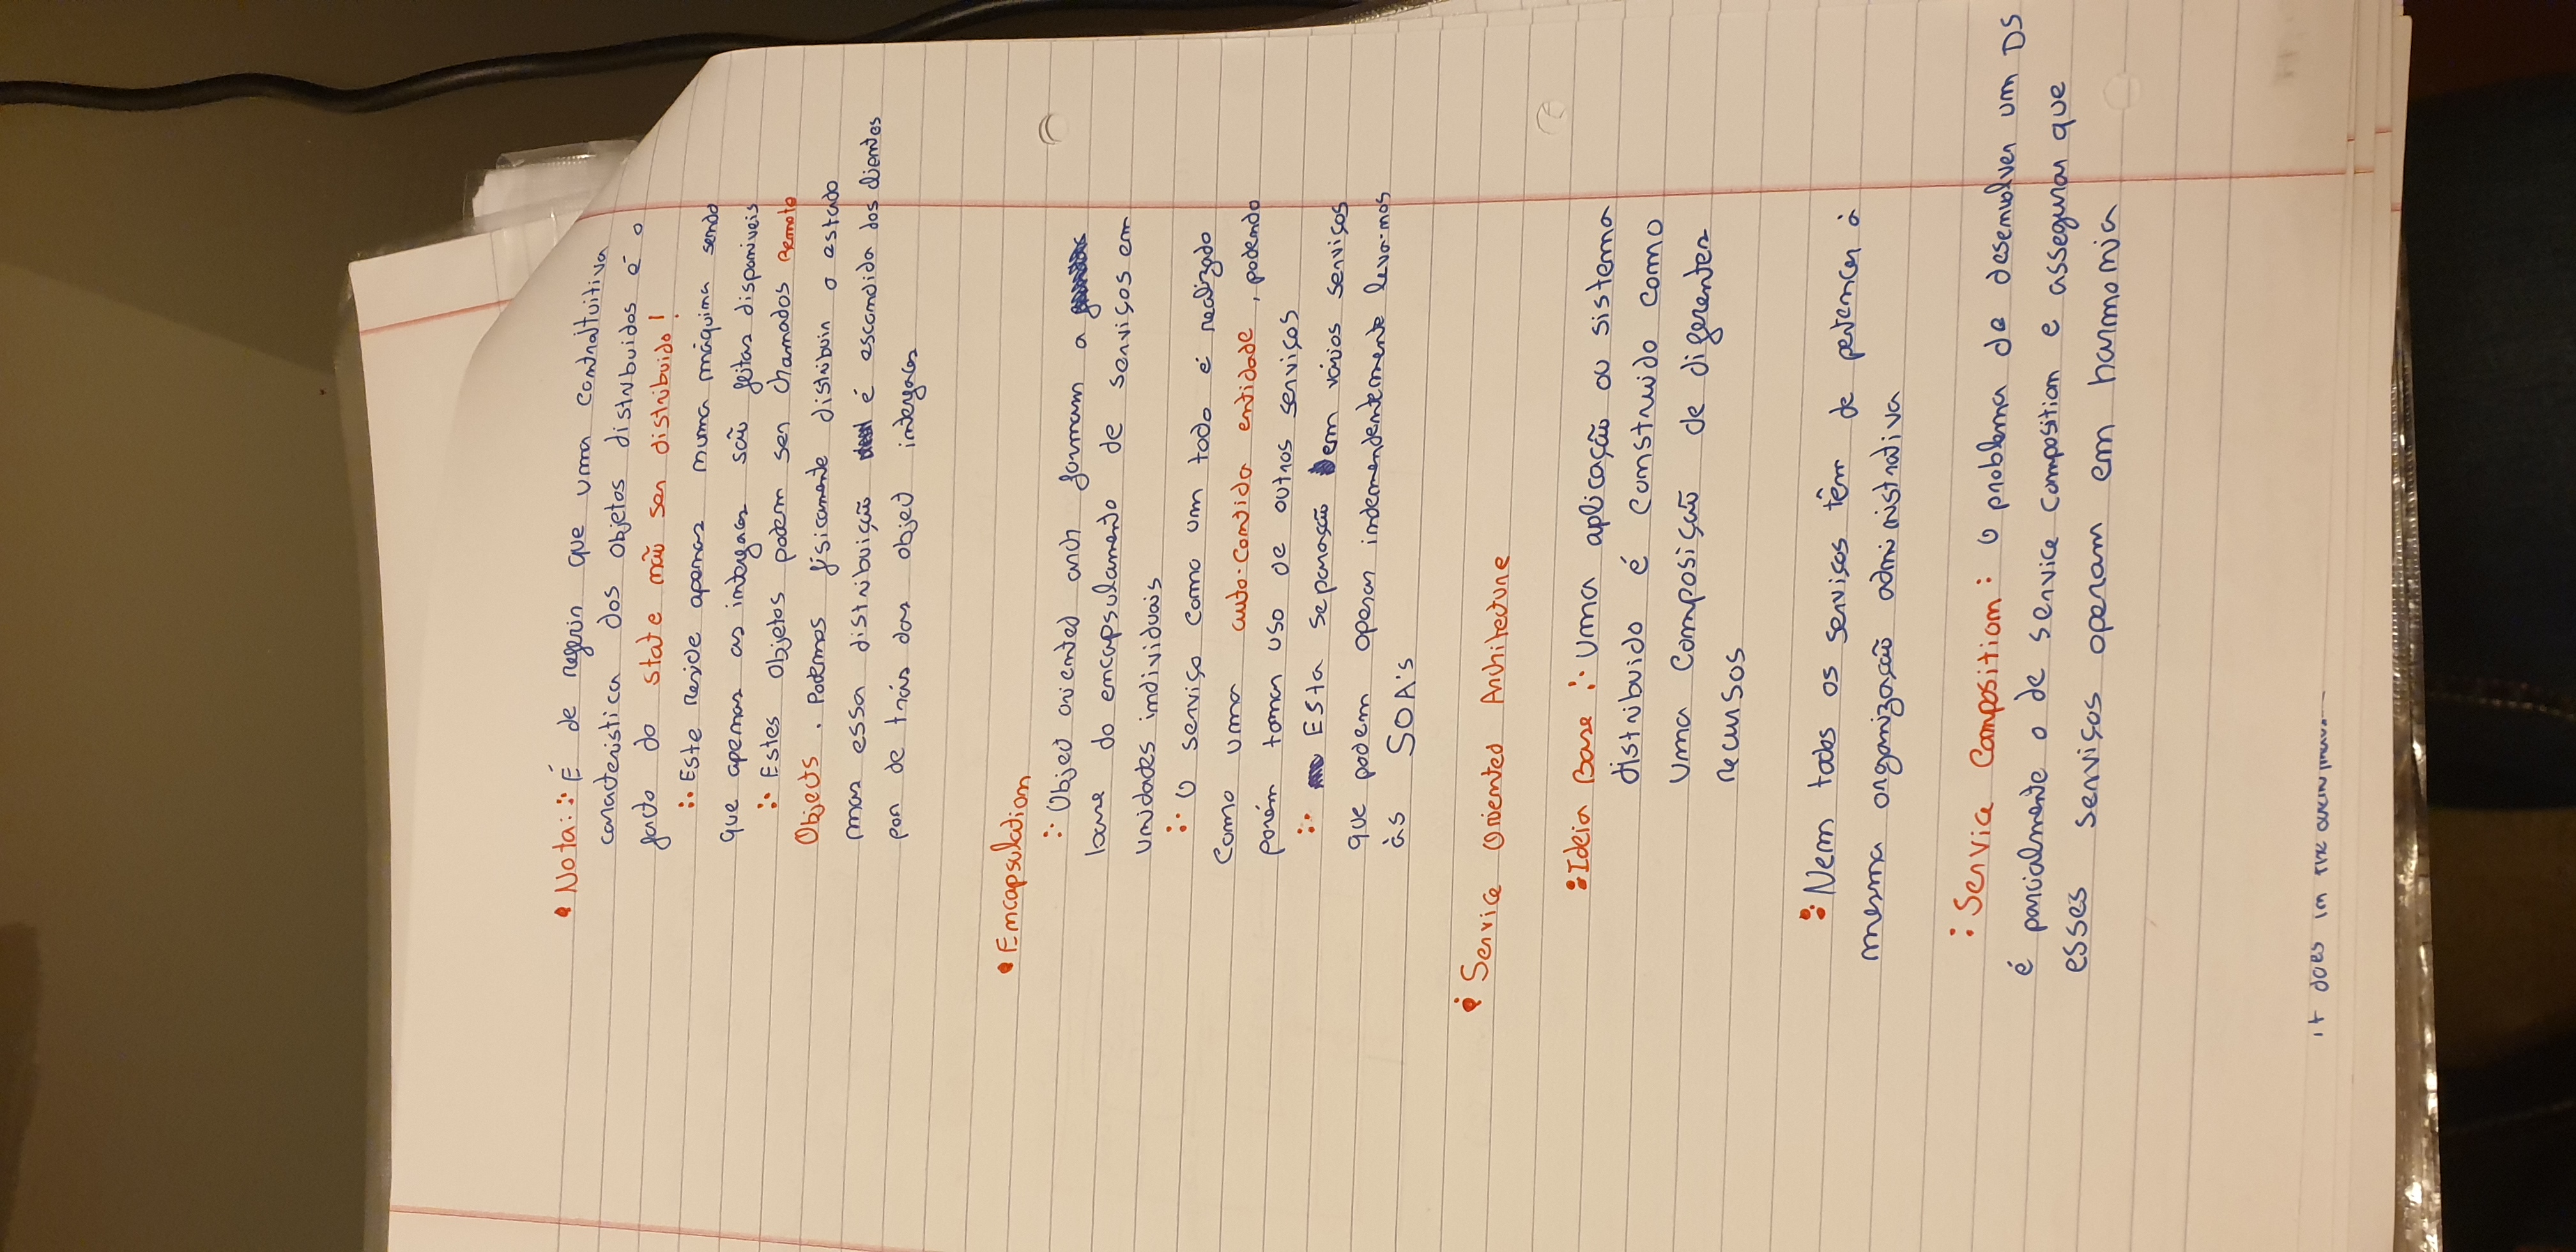 • Nota: ∴ É de referir que uma contraituitiva
caracteristica dos objetos distribuidos é o
facto do state não ser distribuido!
∴ Este reside apenas numa máquina sendo
que apenas as interfaces são feitas disponiveis
∴ Estes objetos podem ser chamados Remote
Objects. Podemos fisicamente distribuir o estado
mas essa distribuição é escondida dos clientes
por de trás das object interfaces
• Encapsulation
∴ Object oriented arch formam a
base do encapsulamento de serviços em
unidades individuais
∴ O serviço como um todo é realizado
como uma auto-contida entidade, podendo
porém tomar uso de outros serviços
∴ Esta separação em vários serviços
que podem operar indemendentemente leva-nos
às SOA's
• Service Oriented Architecture
: Ideia Base ∴ Uma aplicação ou sistema
distribuido é construido como
uma composição de diferentes
recursos
: Nem todos os serviços têm de pertencer à
mesma organização administrativa
: Service Composition: O problema de desenvolver um DS
é parcialmente o de service composition e assegurar que
esses serviços operam em harmonia
it does in the